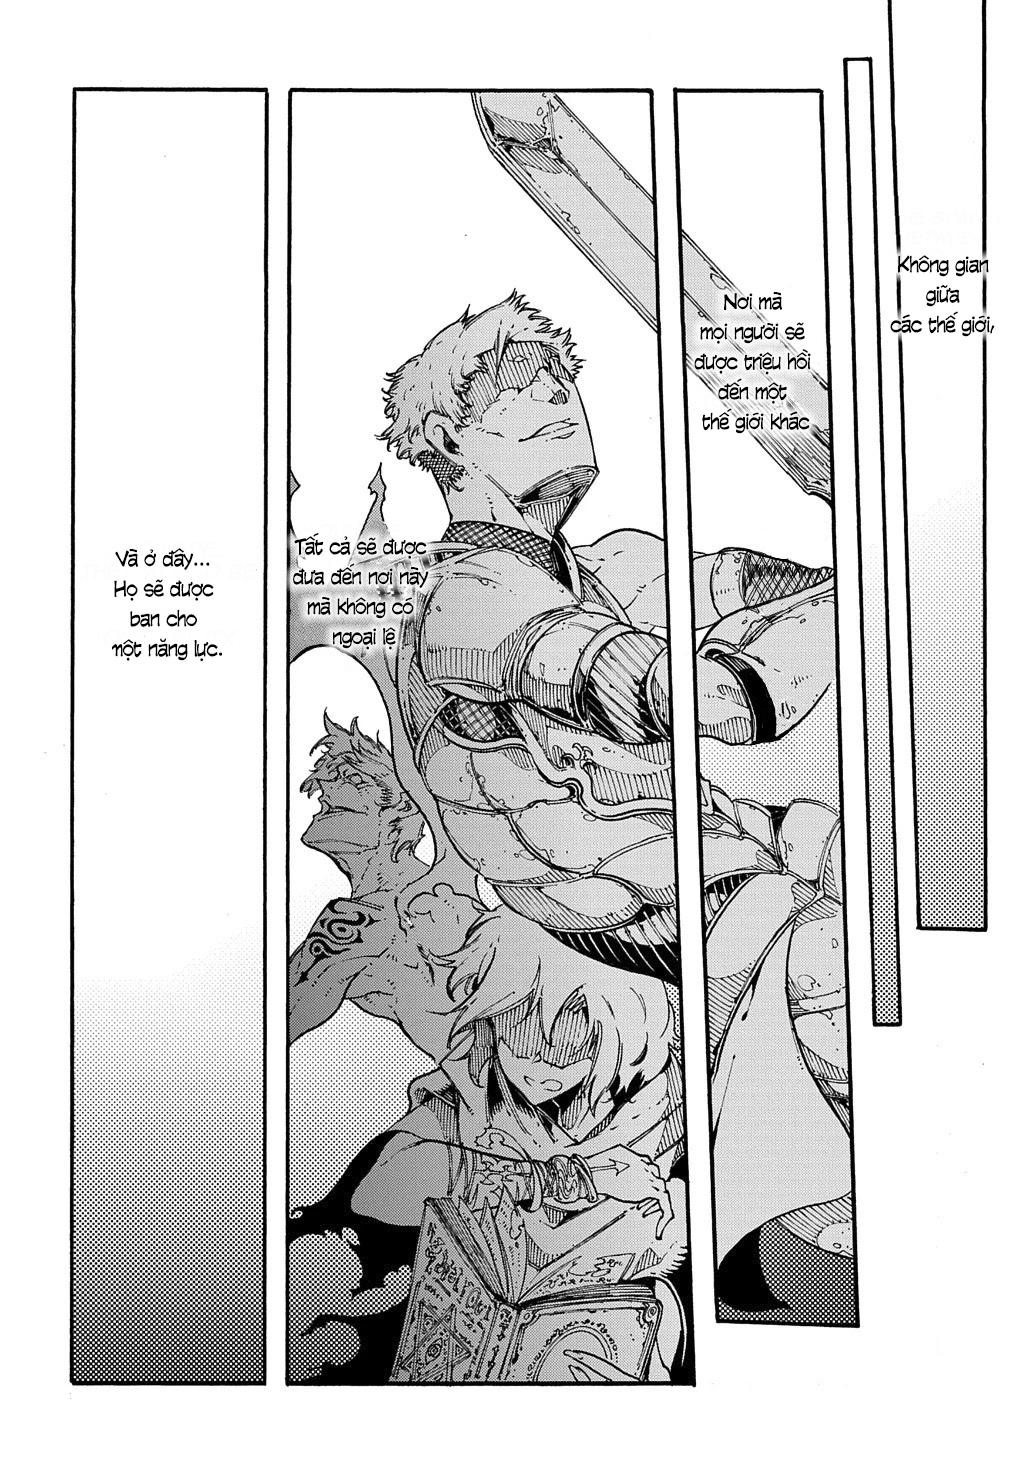 Không gian
giữa
các thế giới,
Nơi mà
mọi người sẽ
được triệu hồi
đến một
thế giới khác
Tất cả sẽ được
đưa đến nơi này
mà không có
ngoại lệ
Và ở đây...
Họ sẽ được
ban cho
một năng lực.